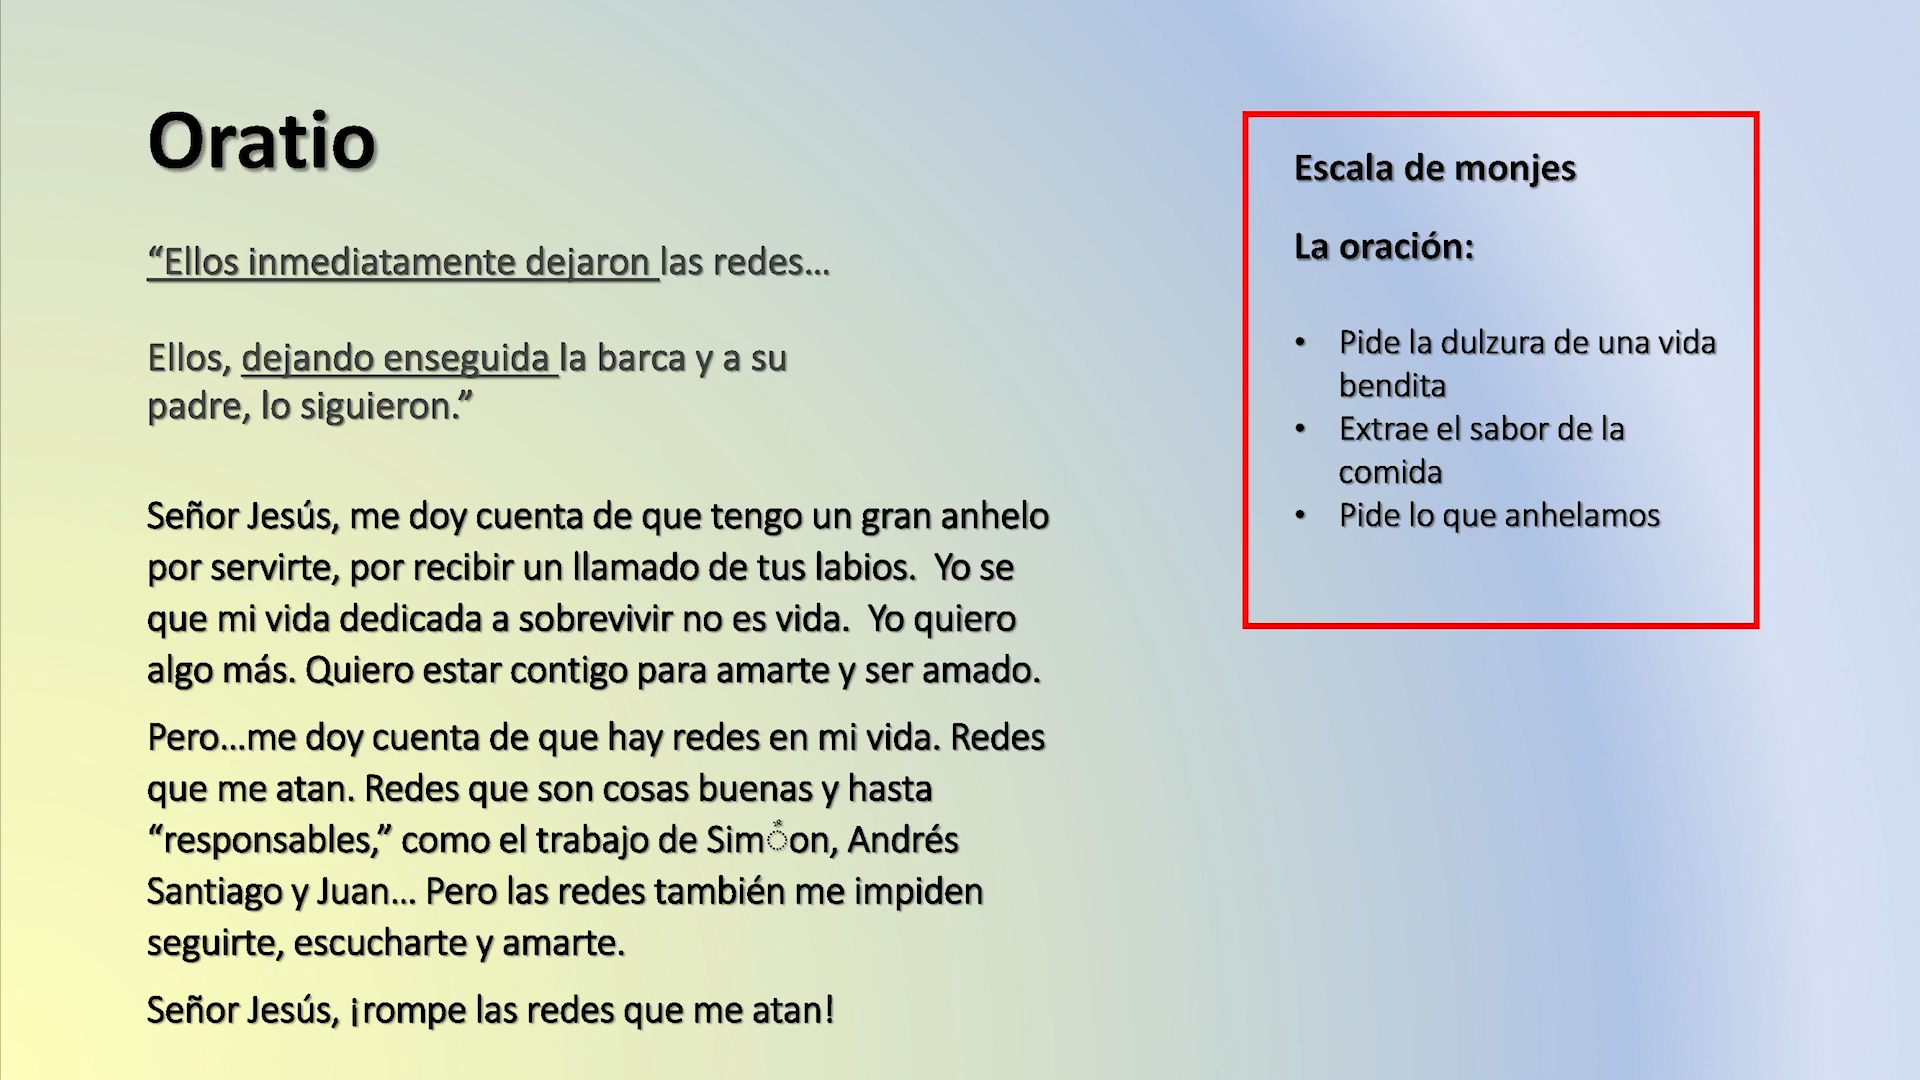 Oratio
“Ellos inmediatamente dejaron las redes...
Ellos, dejando enseguida la barca y a su
padre, lo siguieron.”
Señor Jesús, me doy cuenta de que tengo un gran anhelo
por servirte, por recibir un llamado de tus labios.  Yo se
que mi vida dedicada a sobrevivir no es vida.  Yo quiero
algo más. Quiero estar contigo para amarte y ser amado.
Pero...me doy cuenta de que hay redes en mi vida. Redes
que me atan. Redes que son cosas buenas y hasta
“responsables,” como el trabajo de Sim on, Andrés
Santiago y Juan... Pero las redes también me impiden
seguirte, escucharte y amarte.
Señor Jesús, ¡rompe las redes que me atan!
Escala de monjes
La oración:
• Pide la dulzura de una vida
bendita
• Extrae el sabor de la
comida
• Pide lo que anhelamos